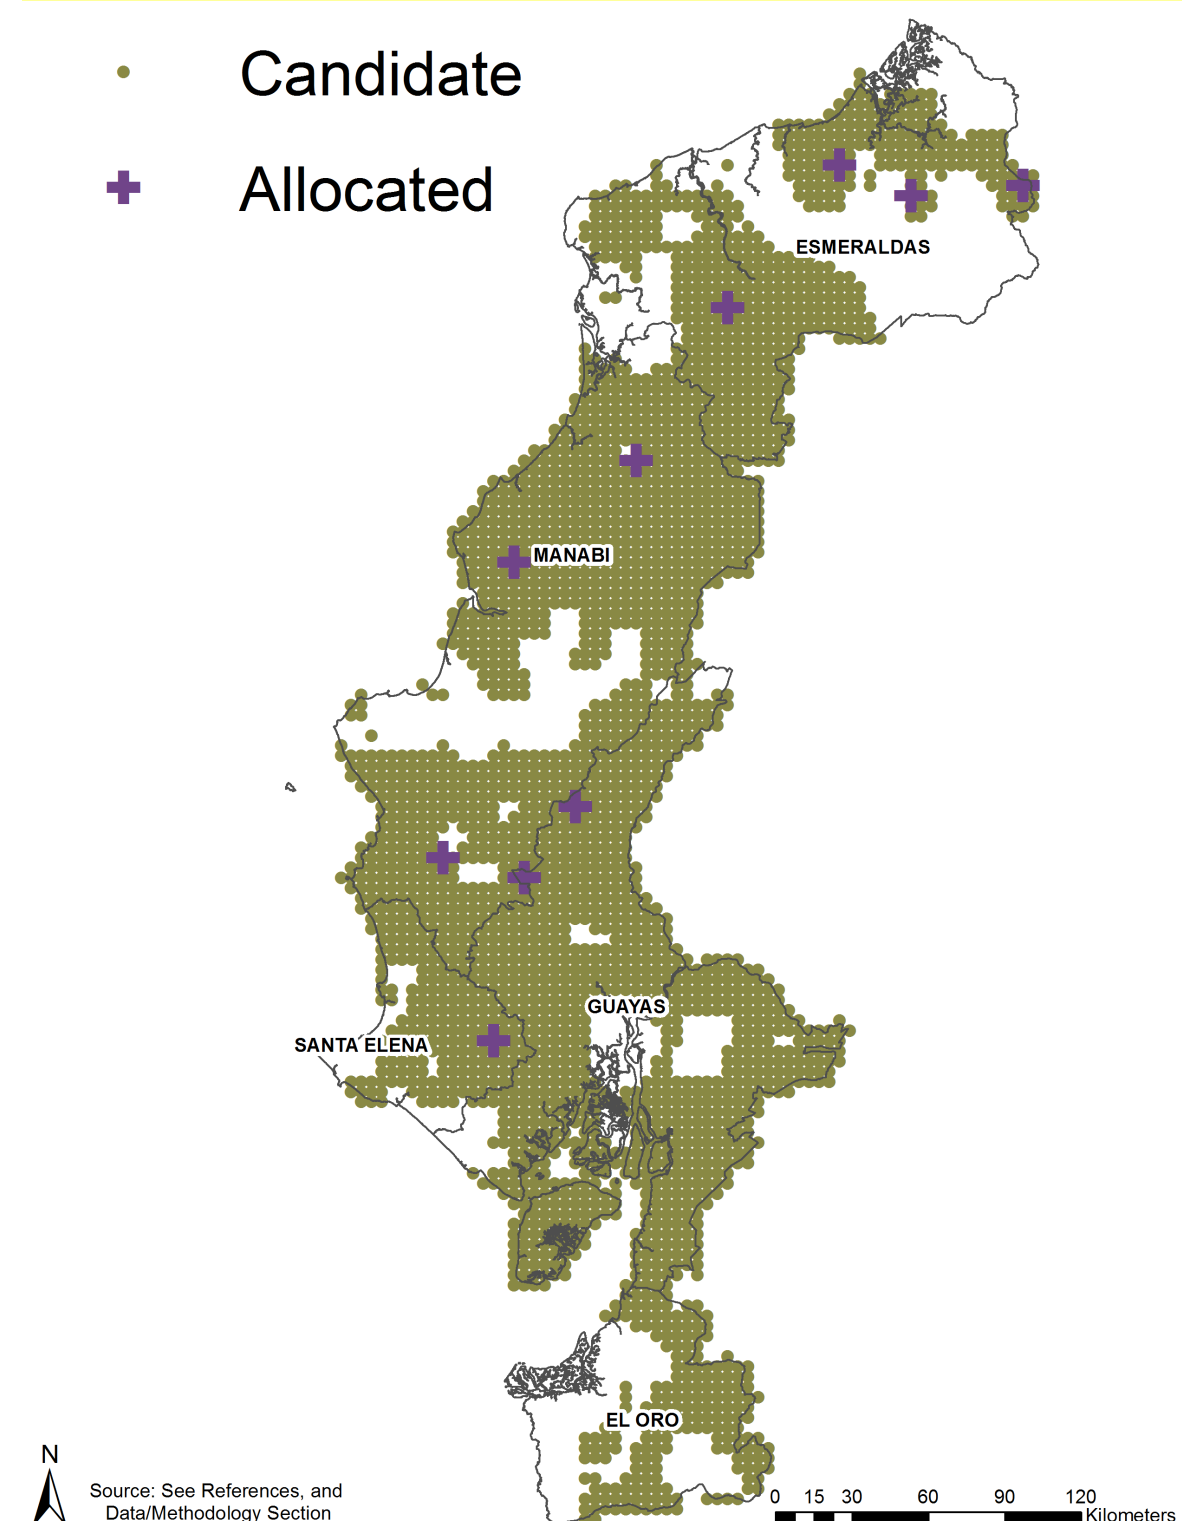 Candidate
Allocated
ESMERALDAS
MANABI
GUAYAS
SANTA ELENA
EL ORO
N
Source: See References, and
Data/Methodology Section
0 15 30 60 90 120
Kilometers